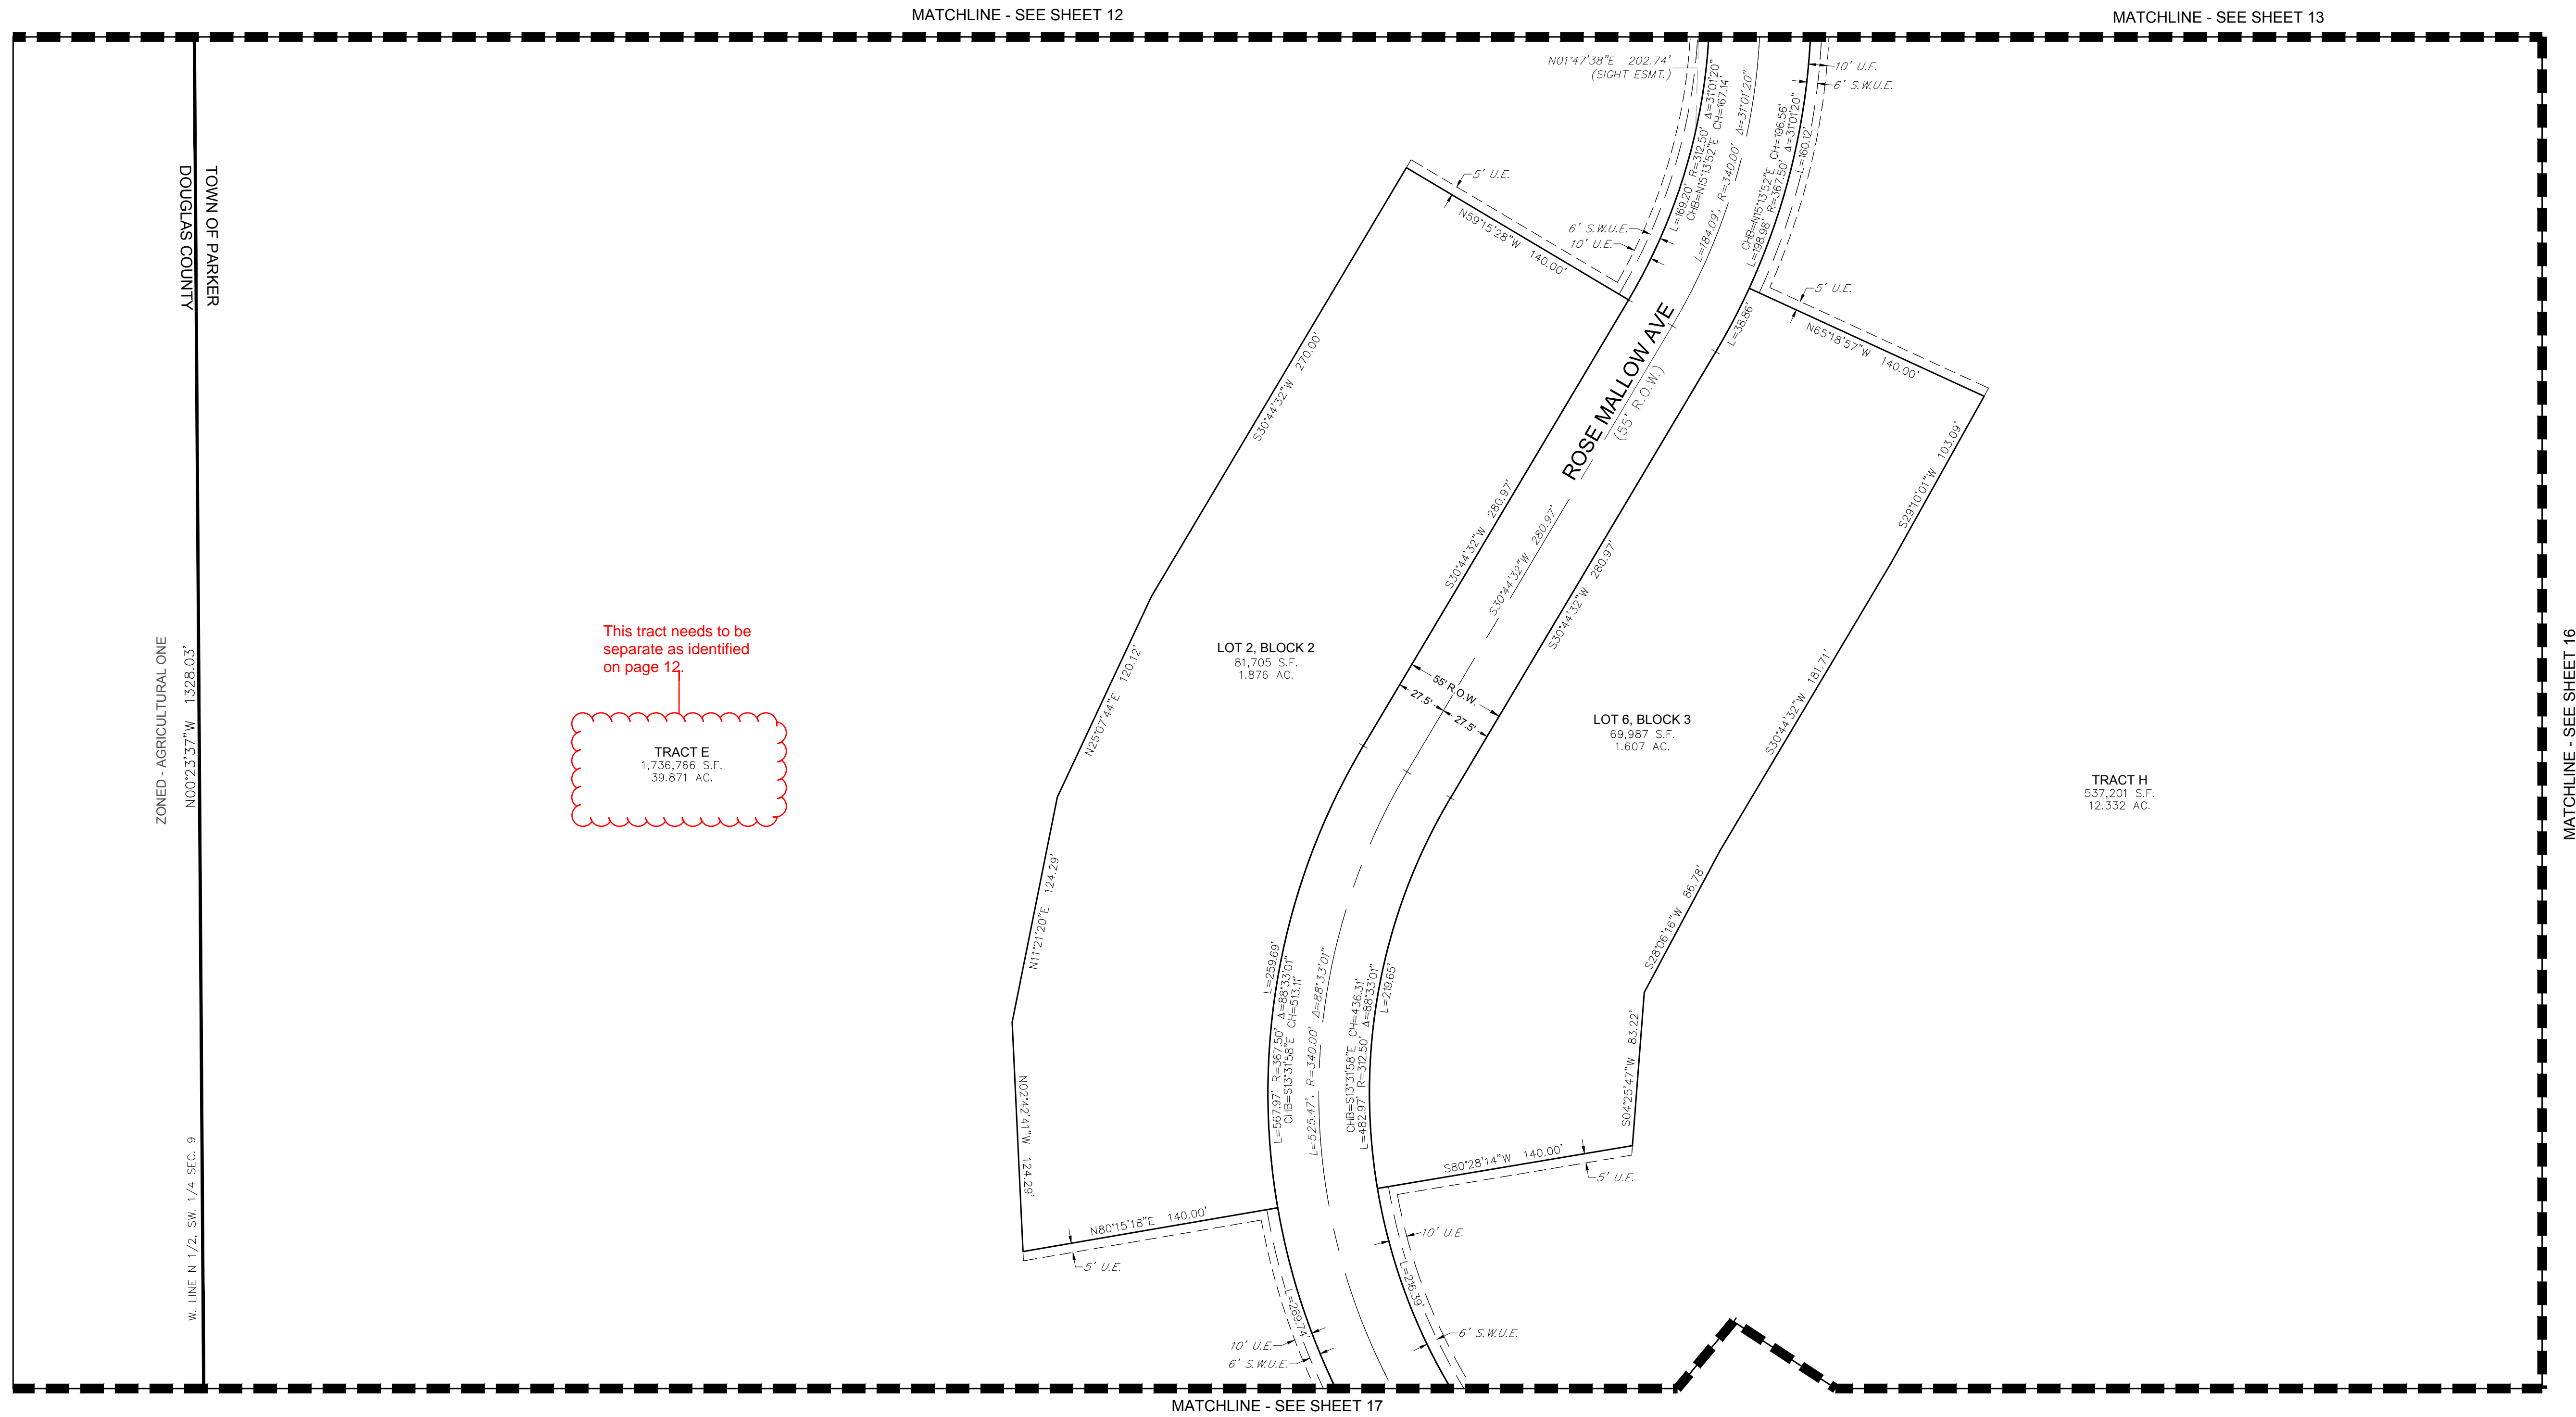 MATCHLINE - SEE SHEET 12
MATCHLINE - SEE SHEET 13
N01°47'38"E 202.74'
(SIGHT ESMT.)
10' U.E.
6' S.W.U.E.
L=169.20' R=312.50' Δ=31°01'20"
CHB=N15°13'52"E CH=167.14'
L=184.09', R=340.00' Δ=31°01'20"
CHB=N15°13'52"E CH=196.56'
L=198.98' R=367.50' Δ=31°01'20"
L=160.12'
TOWN OF PARKER
DOUGLAS COUNTY
5' U.E.
N59°15'28"W 140.00'
6' S.W.U.E.
10' U.E.
5' U.E.
N65°18'57"W 140.00'
L=38.86'
ROSE MALLOW AVE
(55' R.O.W.)
S30°44'32"W 270.00'
S30°44'32"W 280.97'
S30°44'32"W 280.97'
S30°44'32"W 280.97'
S29°10'01"W 103.09'
This tract needs to be
separate as identified
on page 12.
TRACT E
1,736,766 S.F.
39.871 AC.
ZONED - AGRICULTURAL ONE
N00°23'37"W 1328.03'
W. LINE N 1/2, SW. 1/4 SEC. 9
LOT 2, BLOCK 2
81,705 S.F.
1.876 AC.
55' R.O.W.
27.5'
27.5'
LOT 6, BLOCK 3
69,987 S.F.
1.607 AC.
TRACT H
537,201 S.F.
12.332 AC.
MATCHLINE - SEE SHEET 16
N25°07'44"E 120.12'
S30°44'32"W 181.71'
N11°21'20"E 124.29'
S28°06'16"W 86.78'
L=259.69'
L=567.97' R=367.50' Δ=88°33'01"
CHB=S13°31'58"E CH=513.11'
L=525.47', R=340.00' Δ=88°33'01"
CHB=S13°31'58"E CH=436.31'
L=482.97' R=312.50' Δ=88°33'01"
L=219.65'
S04°25'47"W 83.22'
N02°42'41"W 124.29'
S80°28'14"W 140.00'
5' U.E.
N80°15'18"E 140.00'
5' U.E.
10' U.E.
L=216.39'
L=269.74'
6' S.W.U.E.
10' U.E.
6' S.W.U.E.
MATCHLINE - SEE SHEET 17